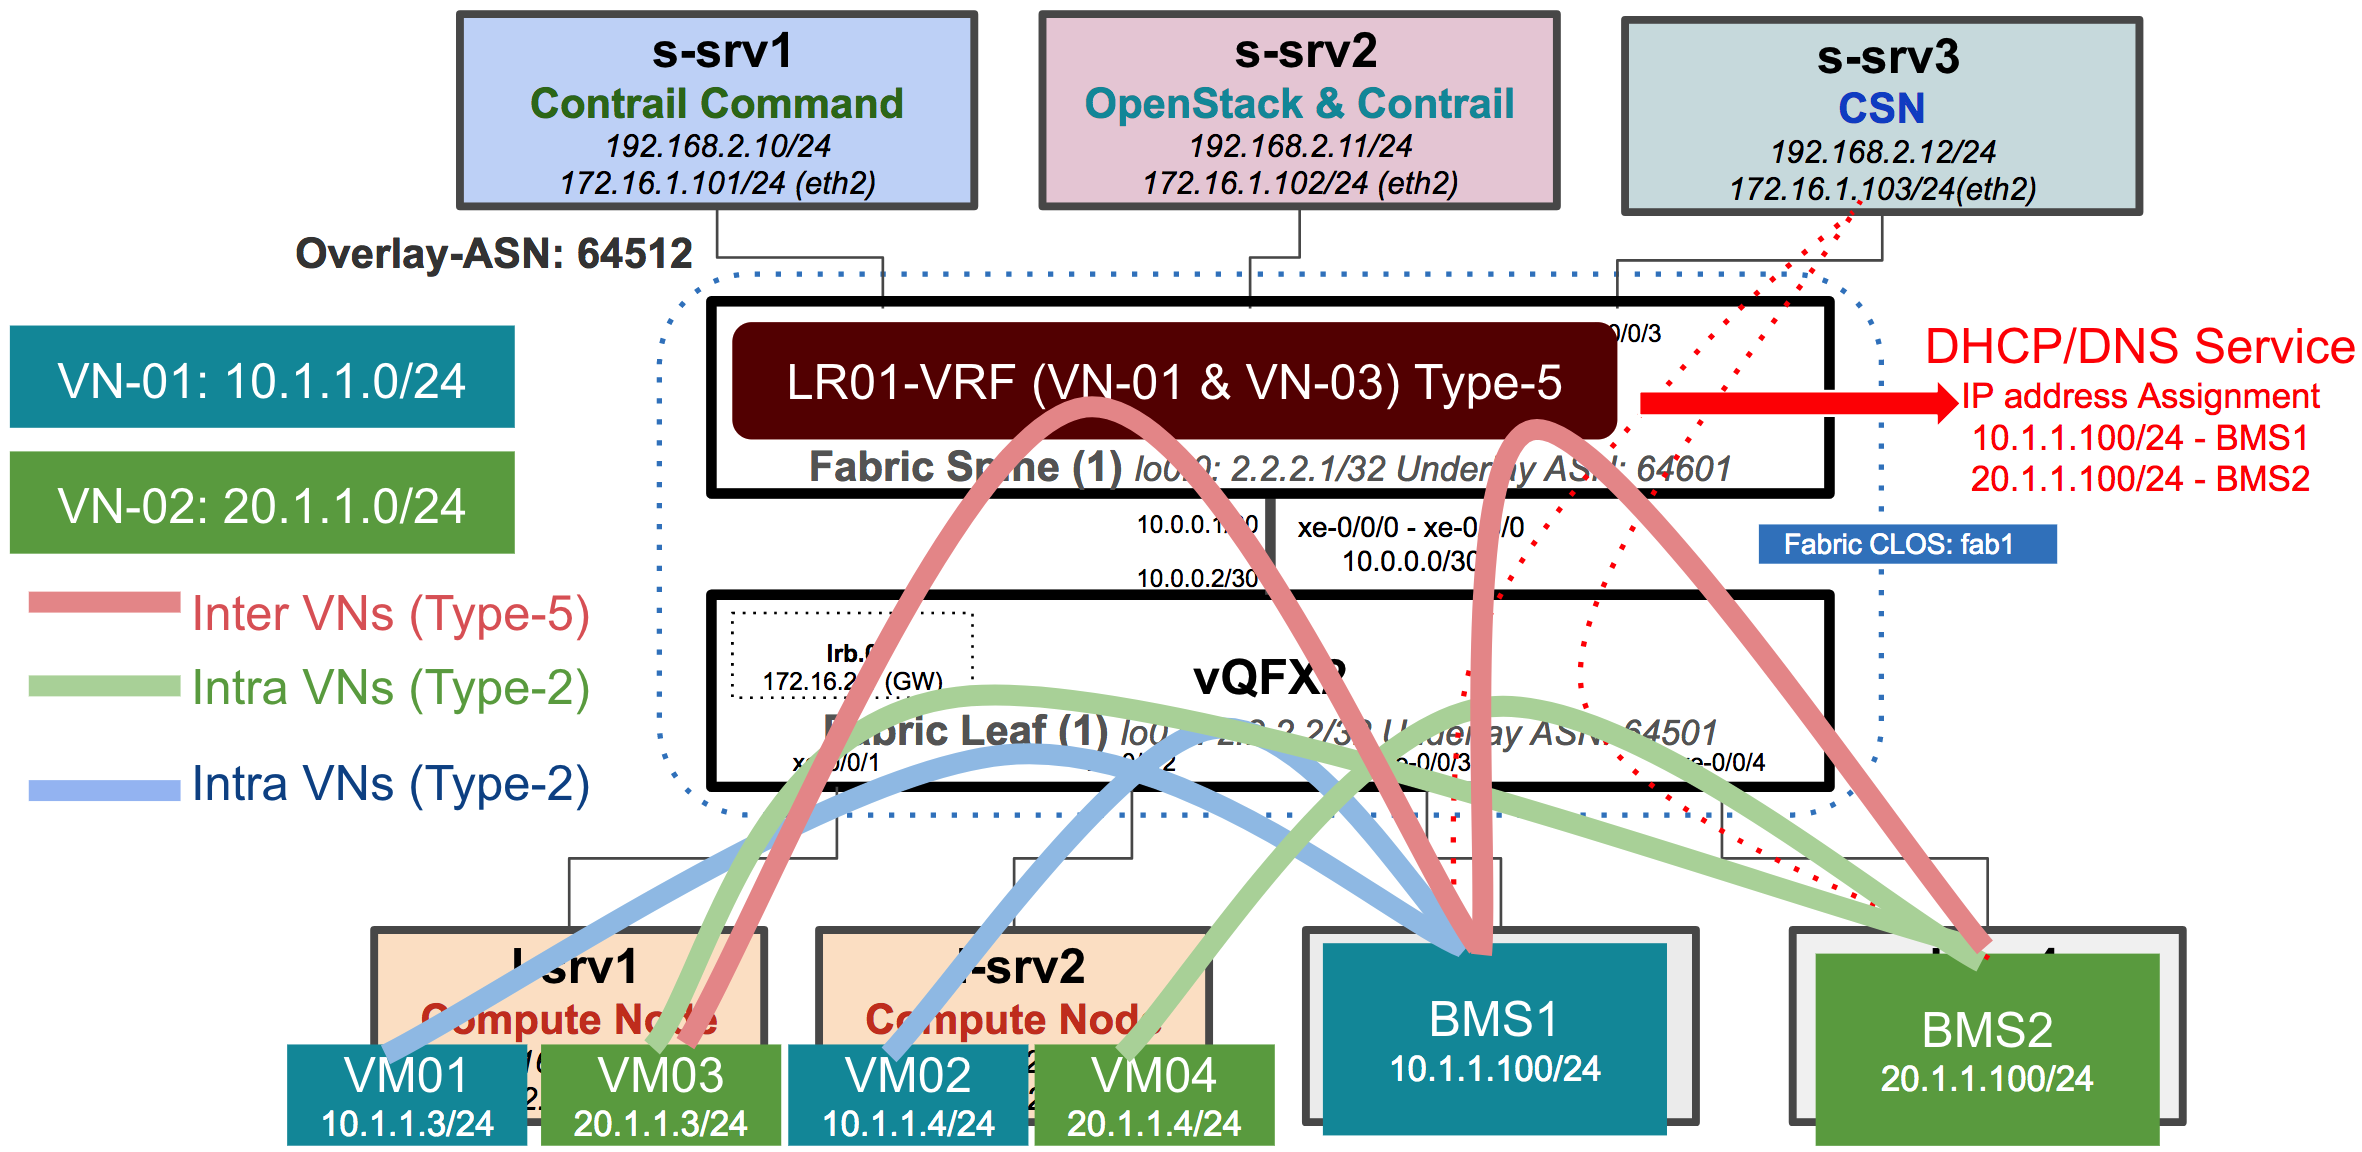 s-srv1
Contrail Command
192.168.2.10/24
172.16.1.101/24 (eth2)
s-srv2
OpenStack & Contrail
192.168.2.11/24
172.16.1.102/24 (eth2)
s-srv3
CSN
192.168.2.12/24
172.16.1.103/24(eth2)
Overlay-ASN: 64512
VN-01: 10.1.1.0/24
VN-02: 20.1.1.0/24
Inter VNs (Type-5)
Intra VNs (Type-2)
Intra VNs (Type-2)
0/0/3
LR01-VRF (VN-01 & VN-03) Type-5
Fabric Spine (1) lo0.0: 2.2.2.1/32 Underlay ASN: 64601
DHCP/DNS Service
IP address Assignment
10.1.1.100/24 - BMS1
20.1.1.100/24 - BMS2
Fabric CLOS: fab1
10.0.0.1/30
xe-0/0/0 - xe-0/0/0
10.0.0.0/30
10.0.0.2/30
Irb.0
172.16.2. (GW)
vQFX2
Fabric Leaf (1) lo0 2.2.2.2/32 Underlay ASN: 64501
xe-0/0/1
0/2
e-0/0/3
xe-0/0/4
l-srv1
Compute Node
l-srv2
Compute Node
VM01
10.1.1.3/24
VM03
20.1.1.3/24
VM02
10.1.1.4/24
VM04
20.1.1.4/24
BMS1
10.1.1.100/24
BMS2
20.1.1.100/24